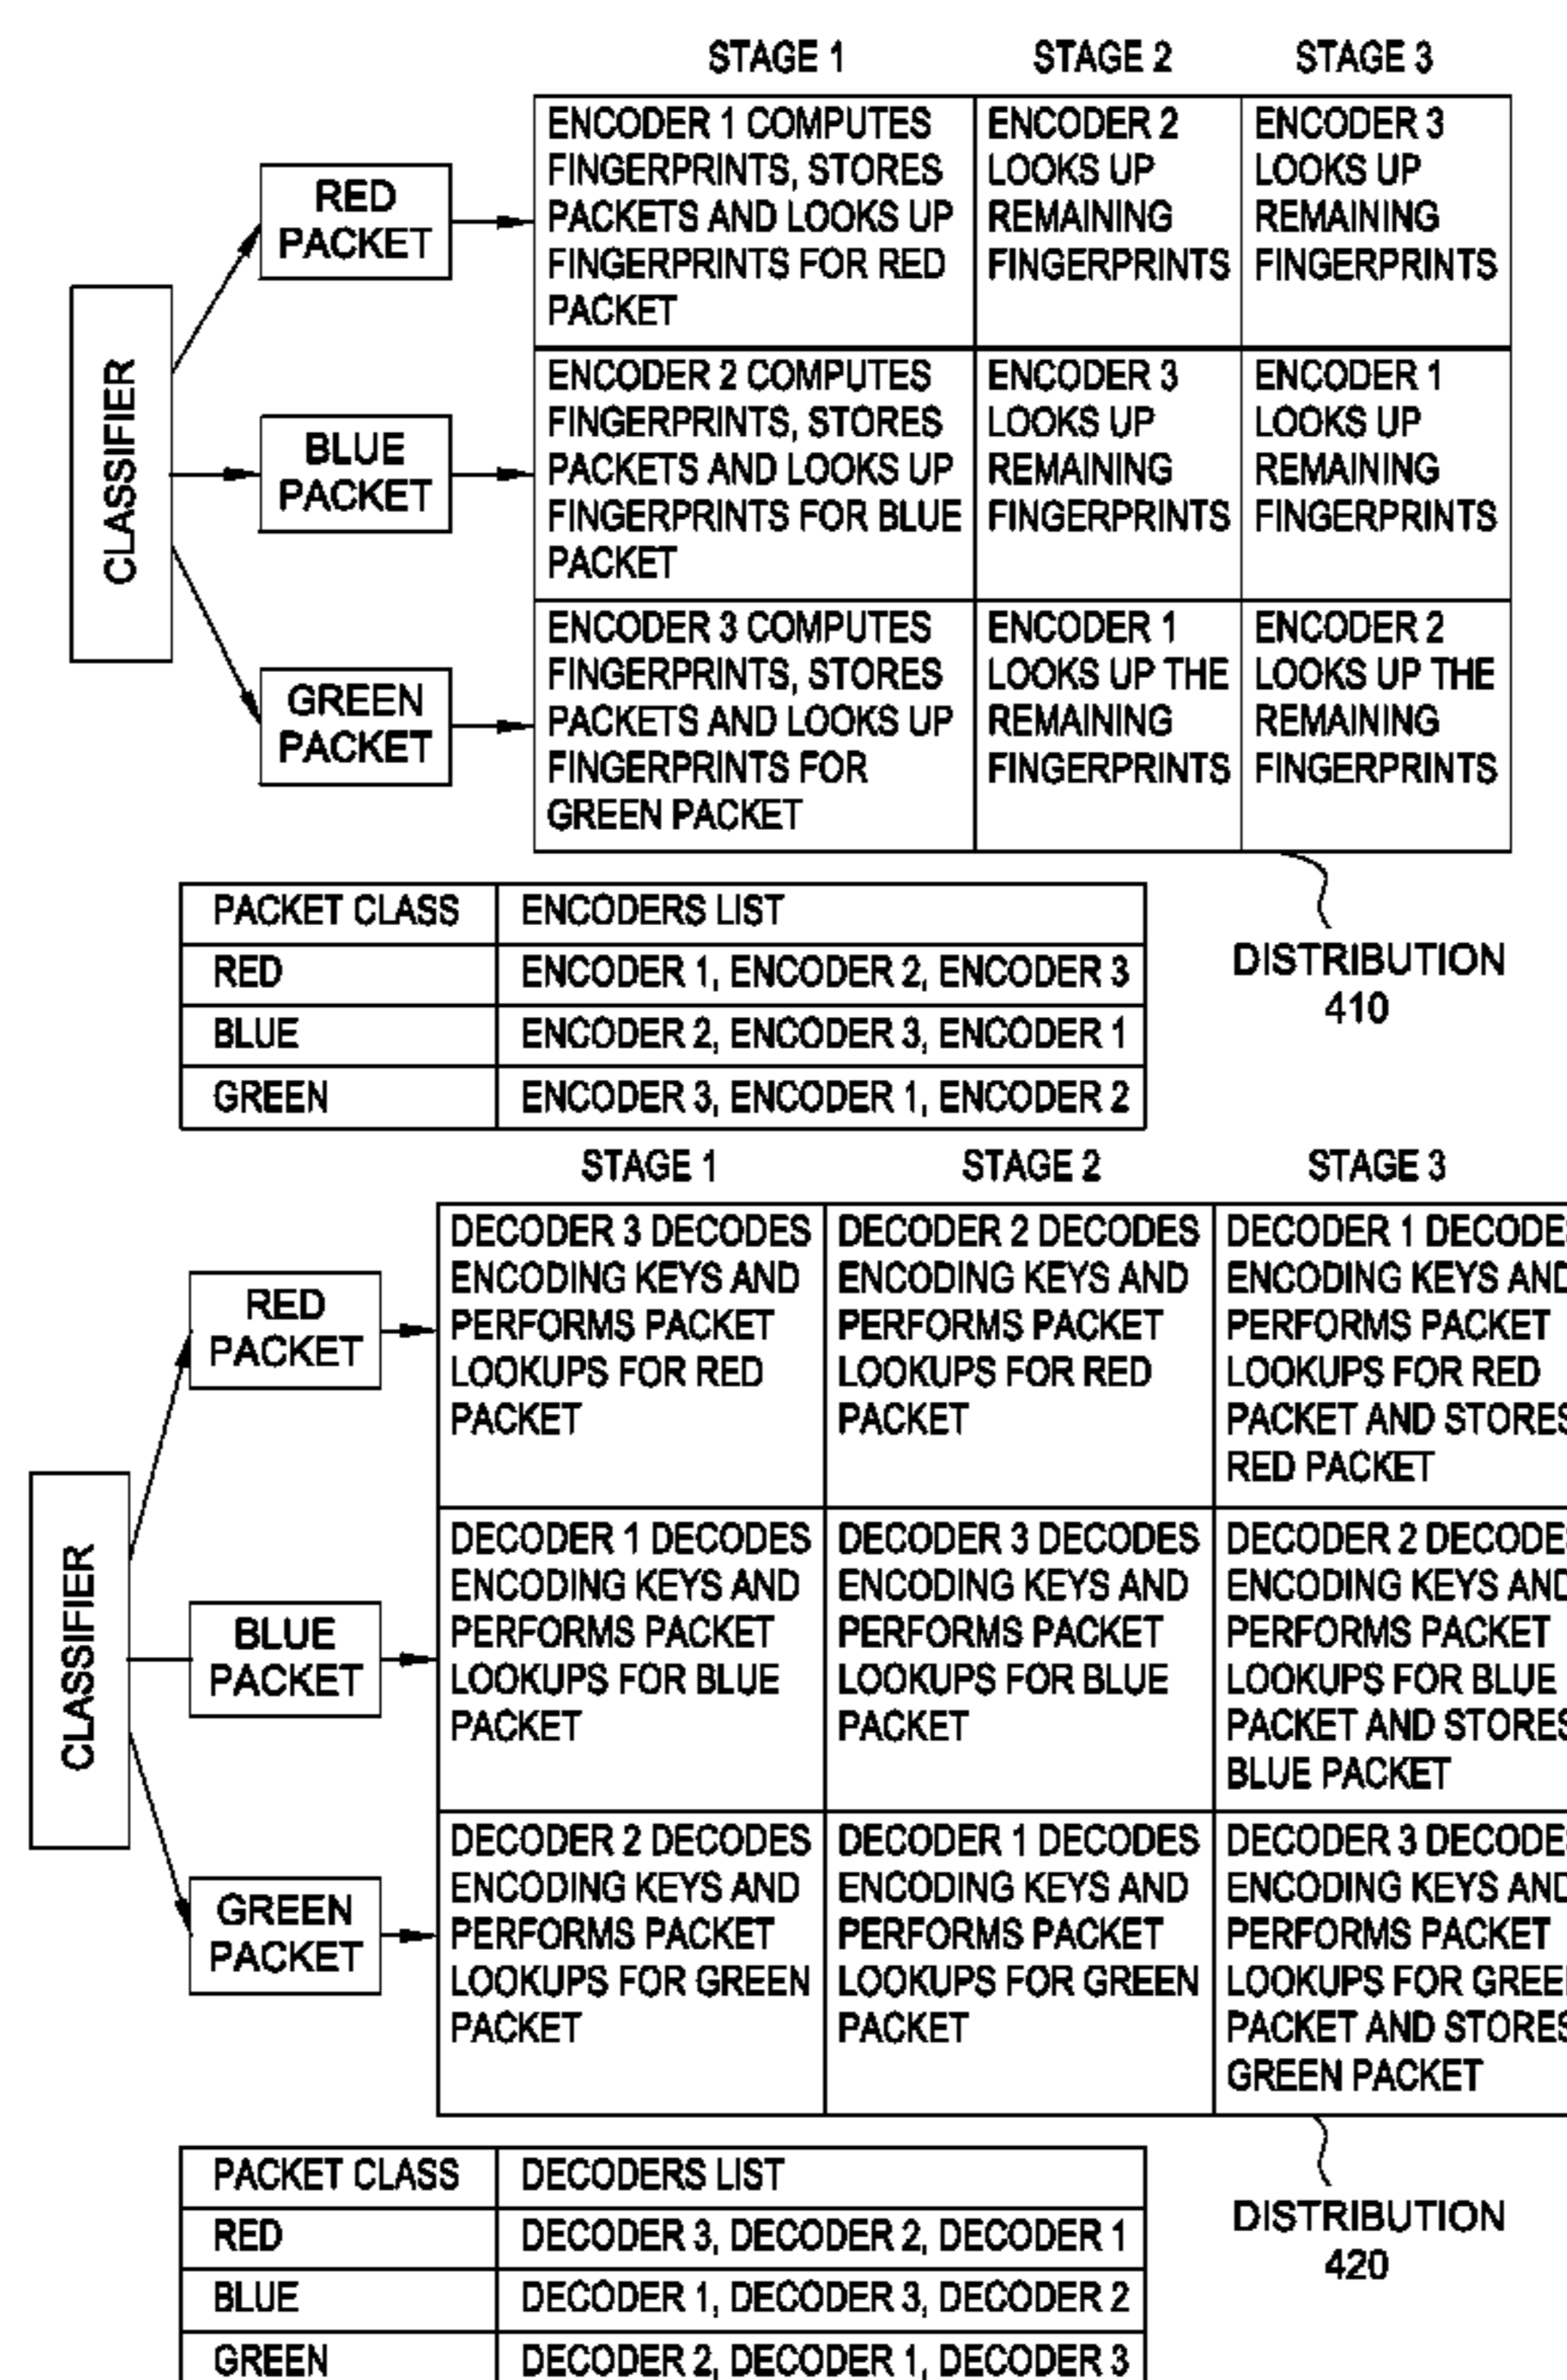 STAGE 1 STAGE 2 STAGE 3
CLASSIFIER
RED
PACKET
ENCODER 1 COMPUTES
FINGERPRINTS, STORES
PACKETS AND LOOKS UP
FINGERPRINTS FOR RED
PACKET
ENCODER 2
LOOKS UP
REMAINING
FINGERPRINTS
ENCODER 3
LOOKS UP
REMAINING
FINGERPRINTS
BLUE
PACKET
ENCODER 2 COMPUTES
FINGERPRINTS, STORES
PACKETS AND LOOKS UP
FINGERPRINTS FOR BLUE
PACKET
ENCODER 3
LOOKS UP
REMAINING
FINGERPRINTS
ENCODER 1
LOOKS UP
REMAINING
FINGERPRINTS
GREEN
PACKET
ENCODER 3 COMPUTES
FINGERPRINTS, STORES
PACKETS AND LOOKS UP
FINGERPRINTS FOR
GREEN PACKET
ENCODER 1
LOOKS UP THE
REMAINING
FINGERPRINTS
ENCODER 2
LOOKS UP THE
REMAINING
FINGERPRINTS
DISTRIBUTION
410
PACKET CLASS ENCODERS LIST
RED ENCODER 1, ENCODER 2, ENCODER 3
BLUE ENCODER 2, ENCODER 3, ENCODER 1
GREEN ENCODER 3, ENCODER 1, ENCODER 2
STAGE 1 STAGE 2 STAGE 3
CLASSIFIER
RED
PACKET
DECODER 3 DECODES
ENCODING KEYS AND
PERFORMS PACKET
LOOKUPS FOR RED
PACKET
DECODER 2 DECODES
ENCODING KEYS AND
PERFORMS PACKET
LOOKUPS FOR RED
PACKET
DECODER 1 DECODES
ENCODING KEYS AND
PERFORMS PACKET
LOOKUPS FOR RED
PACKET AND STORES
RED PACKET
BLUE
PACKET
DECODER 1 DECODES
ENCODING KEYS AND
PERFORMS PACKET
LOOKUPS FOR BLUE
PACKET
DECODER 3 DECODES
ENCODING KEYS AND
PERFORMS PACKET
LOOKUPS FOR BLUE
PACKET
DECODER 2 DECODES
ENCODING KEYS AND
PERFORMS PACKET
LOOKUPS FOR BLUE
PACKET AND STORES
BLUE PACKET
GREEN
PACKET
DECODER 2 DECODES
ENCODING KEYS AND
PERFORMS PACKET
LOOKUPS FOR GREEN
PACKET
DECODER 1 DECODES
ENCODING KEYS AND
PERFORMS PACKET
LOOKUPS FOR GREEN
PACKET
DECODER 3 DECODES
ENCODING KEYS AND
PERFORMS PACKET
LOOKUPS FOR GREEN
PACKET AND STORES
GREEN PACKET
DISTRIBUTION
420
PACKET CLASS DECODERS LIST
RED DECODER 3, DECODER 2, DECODER 1
BLUE DECODER 1, DECODER 3, DECODER 2
GREEN DECODER 2, DECODER 1, DECODER 3